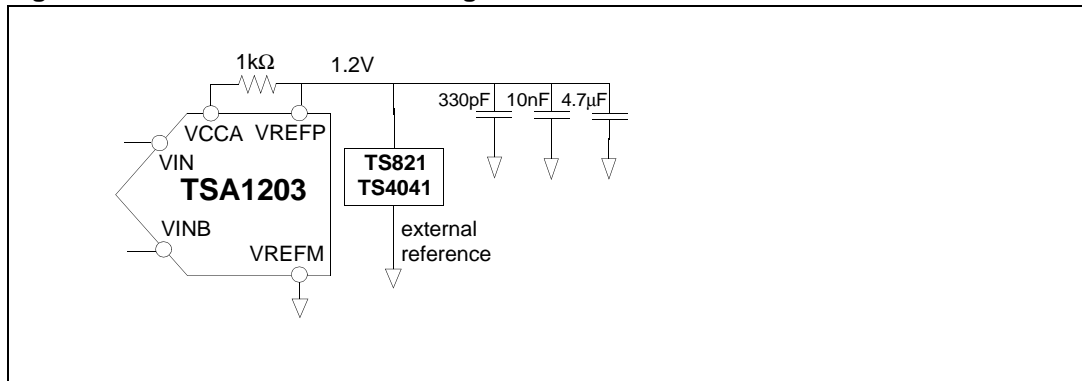 1kΩ
1.2V
330pF
10nF
4.7μF
VCCA
VREFP
VIN
TS821
TS4041
TSA1203
VINB
VREFM
external
reference